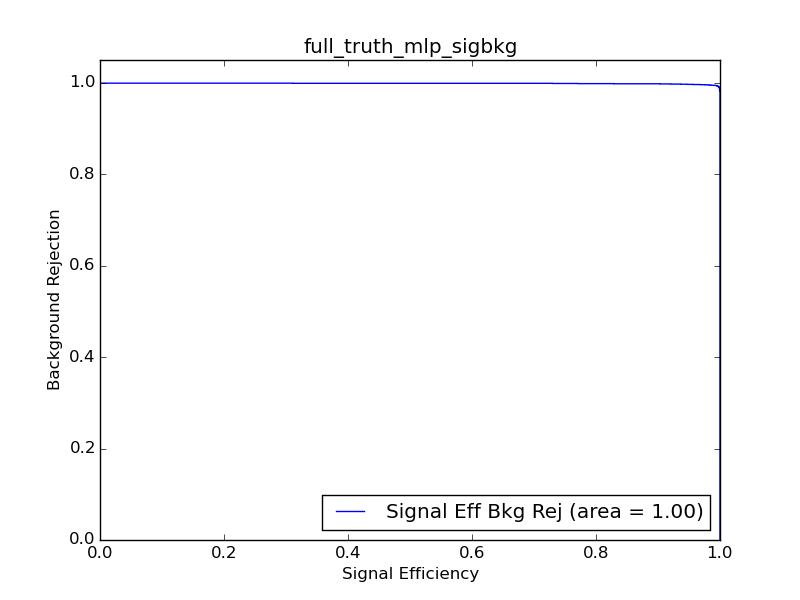 full_truth_mlp_sigbkg
1.0
0.8
0.6
0.4
0.2
0.0
Background Rejection
Signal Eff Bkg Rej (area = 1.00)
0.0 0.2 0.4 0.6 0.8 1.0
Signal Efficiency